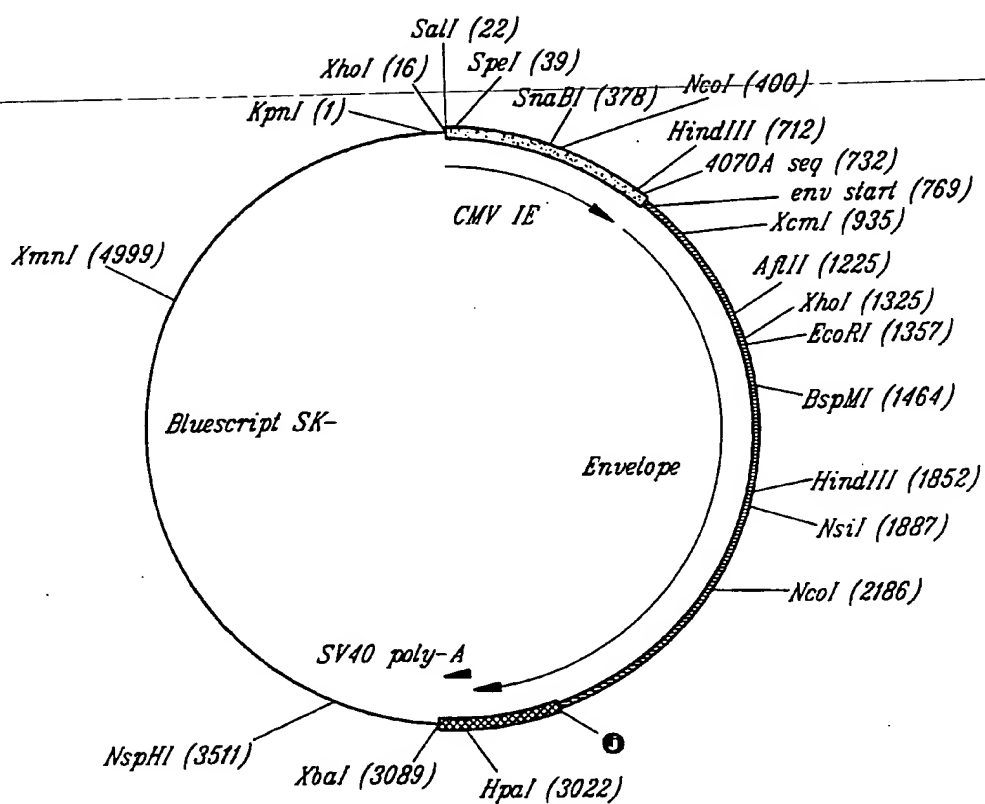 SalI (22)
XhoI (16)
SpeI (39)
SnaBI (378)
NcoI (400)
KpnI (1)
HindIII (712)
4070A seq (732)
env start (769)
CMV IE
XcmI (935)
XmnI (4999)
AflII (1225)
XhoI (1325)
EcoRI (1357)
BspMI (1464)
Bluescript SK-
Envelope
HindIII (1852)
NsiI (1887)
NcoI (2186)
SV40 poly-A
J
NspHI (3511)
XbaI (3089)
HpaI (3022)